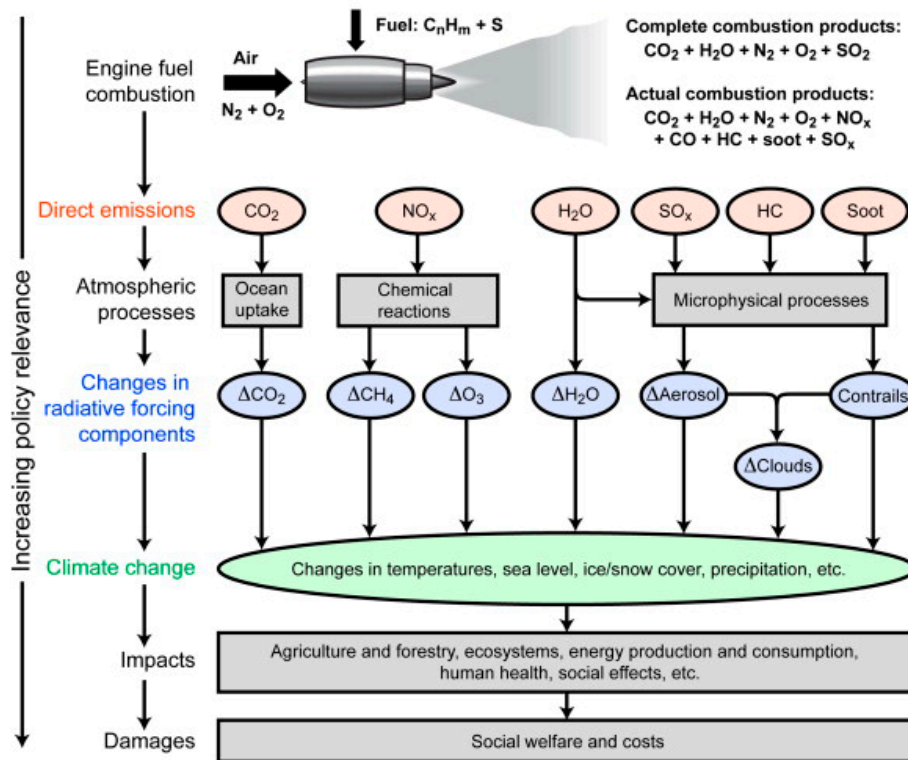 Fuel: CₙHₘ + S
Complete combustion products:
CO₂ + H₂O + N₂ + O₂ + SO₂
Engine fuel
combustion
Air
N₂ + O₂
Actual combustion products:
CO₂ + H₂O + N₂ + O₂ + NOₓ
+ CO + HC + soot + SOₓ
Increasing policy relevance
Direct emissions
CO₂
NOₓ
H₂O
SOₓ
HC
Soot
Atmospheric
processes
Ocean
uptake
Chemical
reactions
Microphysical processes
Changes in
radiative forcing
components
ΔCO₂
ΔCH₄
ΔO₃
ΔH₂O
ΔAerosol
Contrails
ΔClouds
Climate change
Changes in temperatures, sea level, ice/snow cover, precipitation, etc.
Impacts
Agriculture and forestry, ecosystems, energy production and consumption,
human health, social effects, etc.
Damages
Social welfare and costs